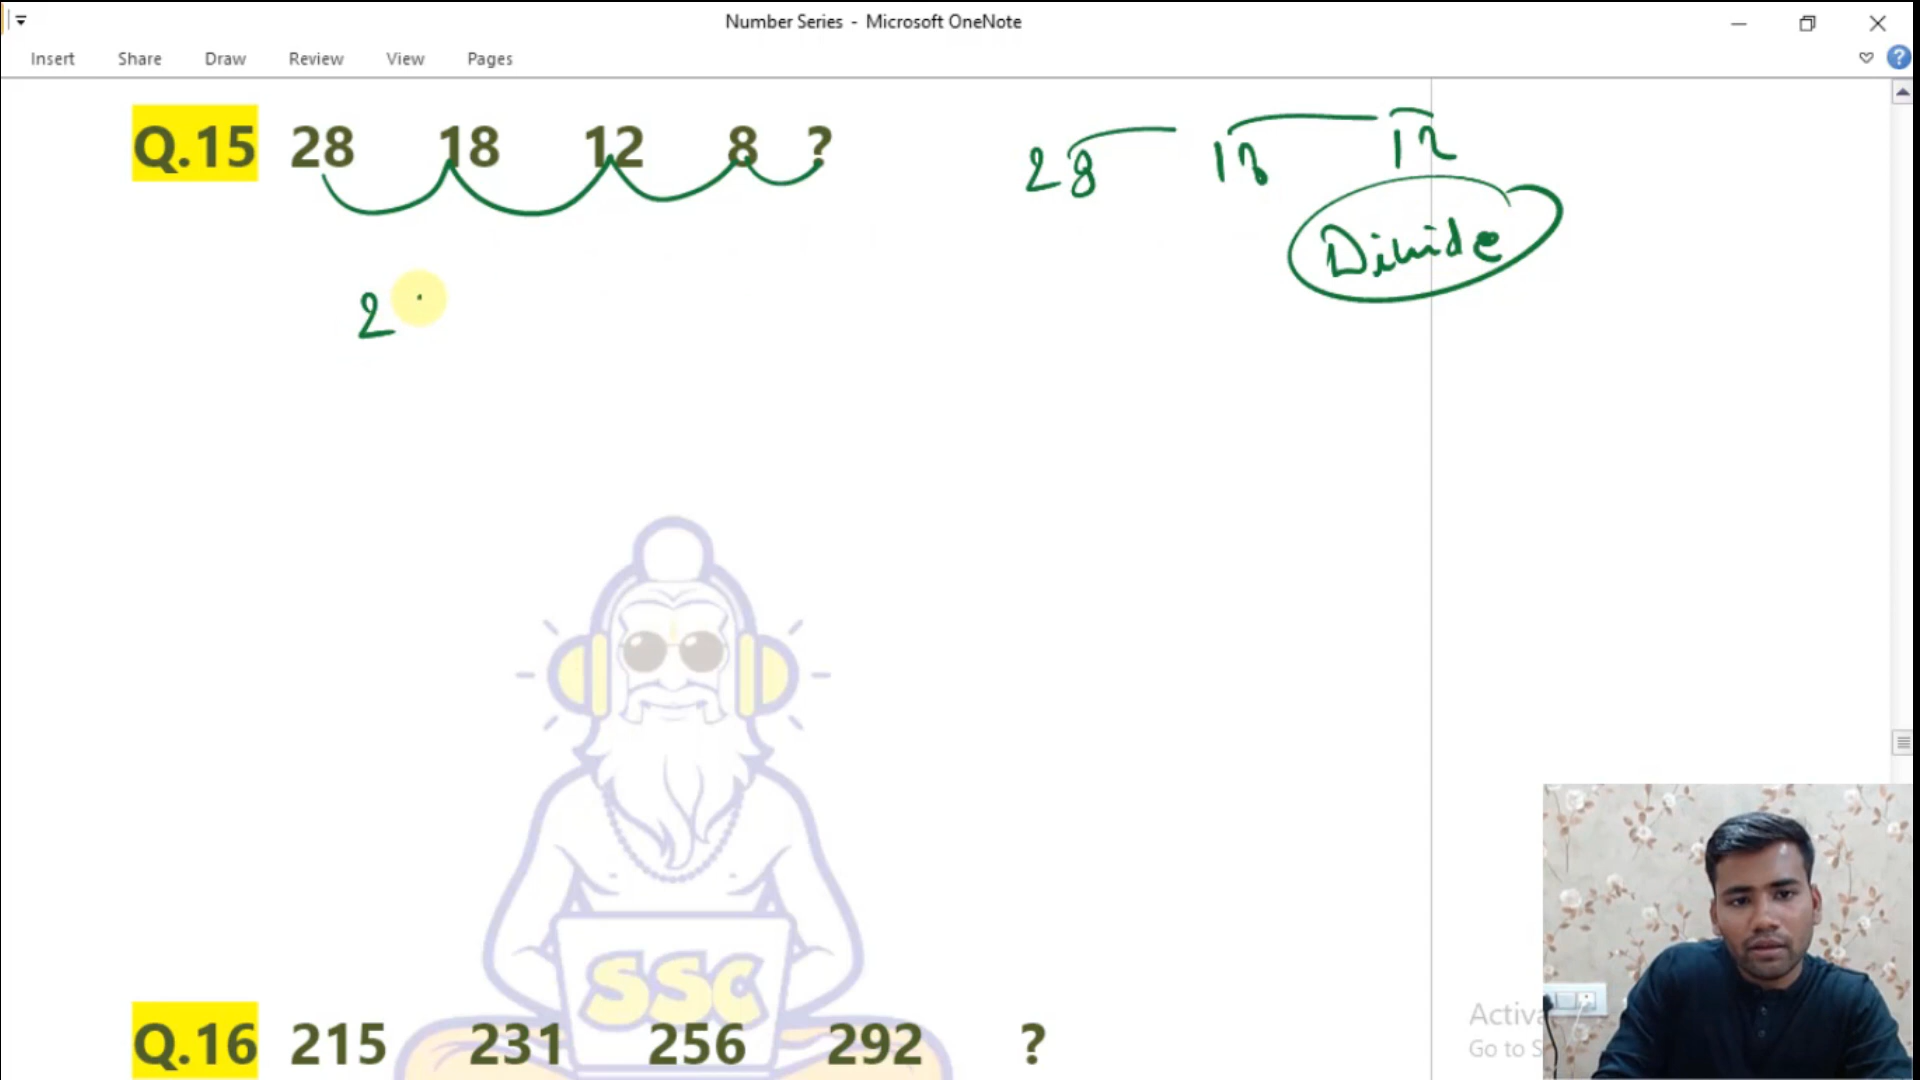 Number Series - Microsoft OneNote
Insert Share Draw Review View Pages
?
Q.15 28 18 12 8 ?
28 18 12
Divide
2
SSC
Q.16 215 231 256 292 ?
Activa
Go to S